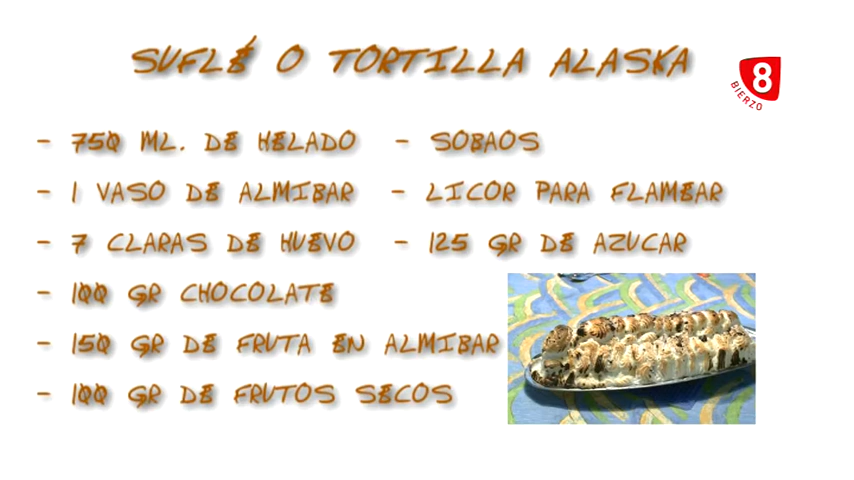 SUFLÉ O TORTILLA ALASKA
8
BIERZO
- 750 ML. DE HELADO
- 1 VASO DE ALMIBAR
- 7 CLARAS DE HUEVO
- 100 GR CHOCOLATE
- 150 GR DE FRUTA EN ALMIBAR
- 100 GR DE FRUTOS SECOS
- SOBAOS
- LICOR PARA FLAMEAR
- 125 GR DE AZUCAR